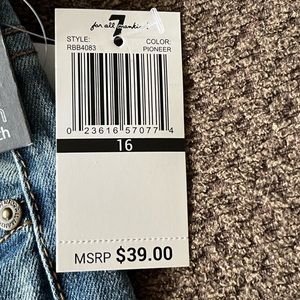 7
for all mankind
STYLE: COLOR:
RBB4083 PIONEER
0 23616 57077 4
16
MSRP $39.00